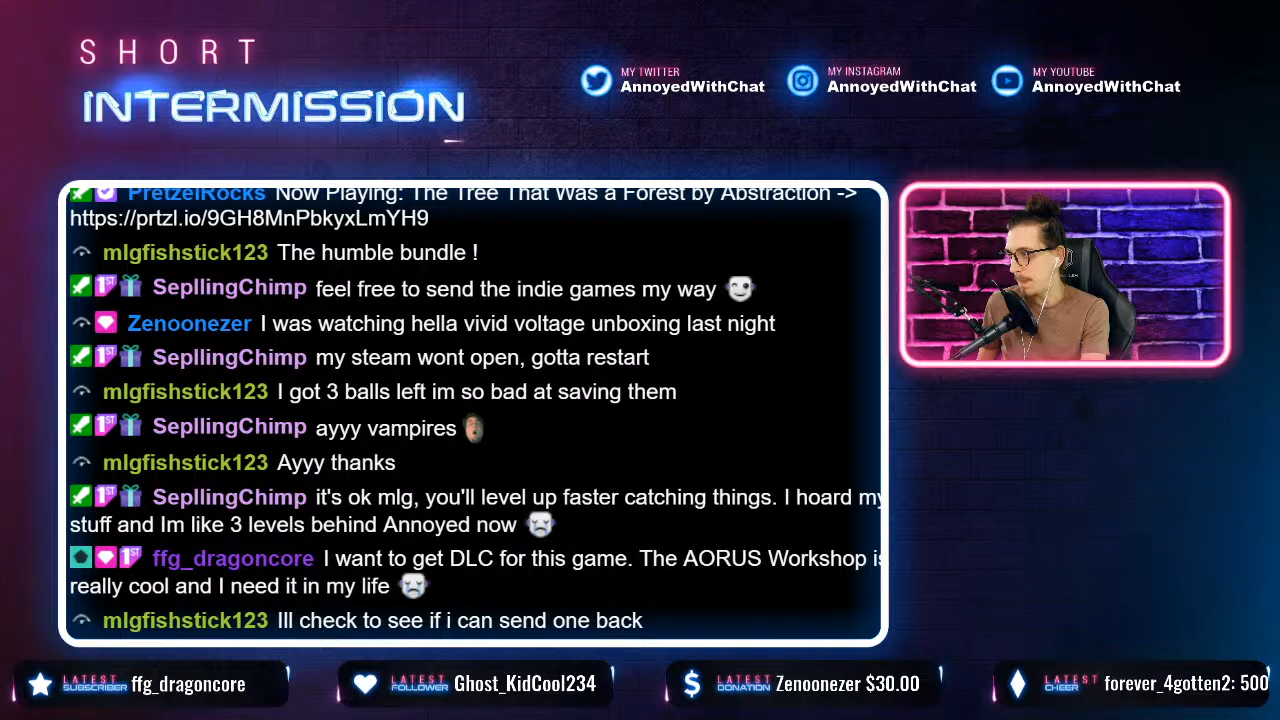 SHORT
INTERMISSION
MY TWITTER
AnnoyedWithChat
MY INSTAGRAM
AnnoyedWithChat
MY YOUTUBE
AnnoyedWithChat
PretzelRocks Now Playing: The Tree That Was a Forest by Abstraction ->
https://prtzl.io/9GH8MnPbkyxLmYH9
mlgfishstick123 The humble bundle !
1ST SepllingChimp feel free to send the indie games my way
Zenoonezer I was watching hella vivid voltage unboxing last night
1ST SepllingChimp my steam wont open, gotta restart
mlgfishstick123 I got 3 balls left im so bad at saving them
1ST SepllingChimp ayyy vampires
mlgfishstick123 Ayyy thanks
1ST SepllingChimp it's ok mlg, you'll level up faster catching things. I hoard my
stuff and Im like 3 levels behind Annoyed now
1ST ffg_dragoncore I want to get DLC for this game. The AORUS Workshop is
really cool and I need it in my life
mlgfishstick123 Ill check to see if i can send one back
LATEST SUBSCRIBER ffg_dragoncore
LATEST FOLLOWER Ghost_KidCool234
LATEST DONATION Zenoonezer $30.00
LATEST CHEER forever_4gotten2: 500